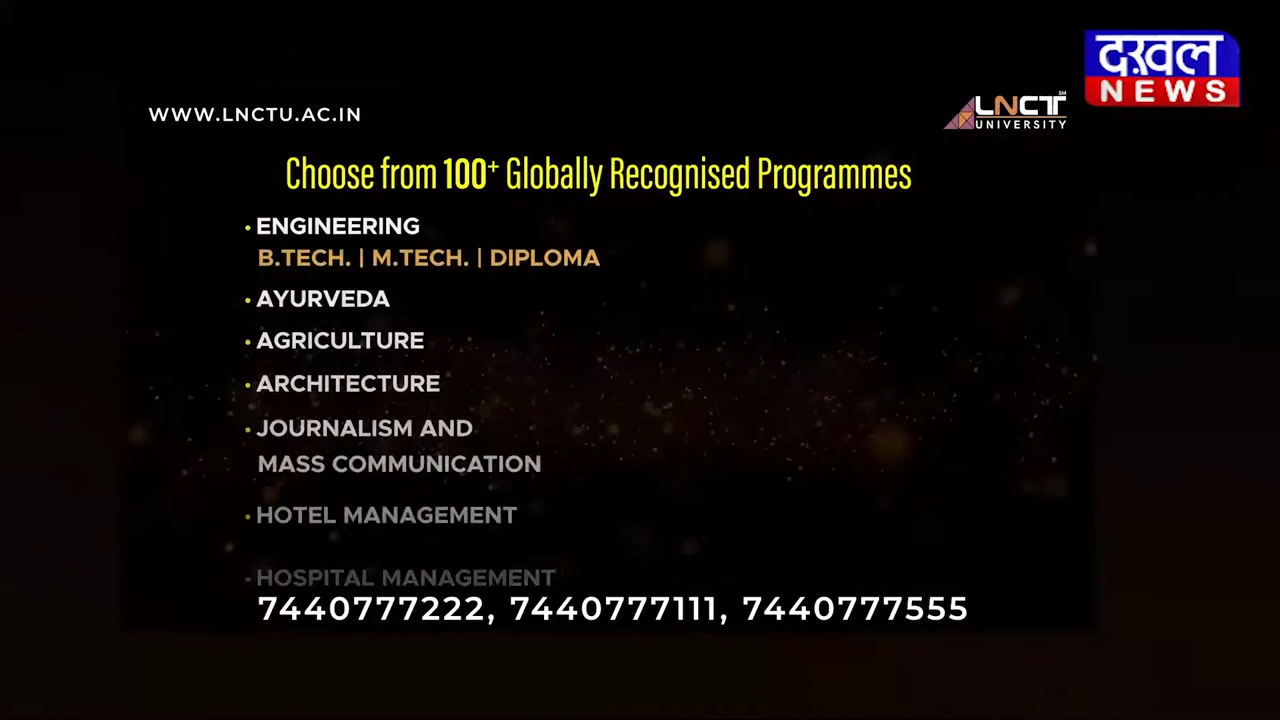 दख़ल
NEWS
WWW.LNCTU.AC.IN
LNCT SM
UNIVERSITY
Choose from 100+ Globally Recognised Programmes
• ENGINEERING
B.TECH. | M.TECH. | DIPLOMA
• AYURVEDA
• AGRICULTURE
• ARCHITECTURE
• JOURNALISM AND
MASS COMMUNICATION
• HOTEL MANAGEMENT
• HOSPITAL MANAGEMENT
7440777222, 7440777111, 7440777555